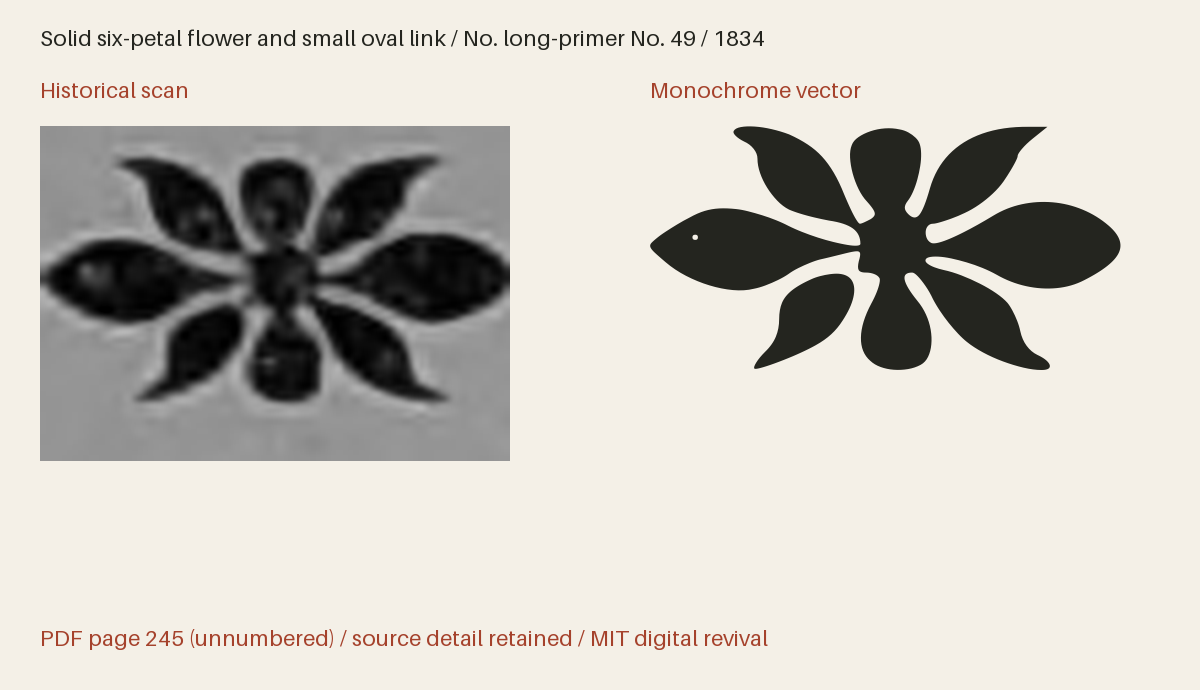 Solid six-petal flower and small oval link / No. long-primer No. 49 / 1834
Historical scan
Monochrome vector
PDF page 245 (unnumbered) / source detail retained / MIT digital revival